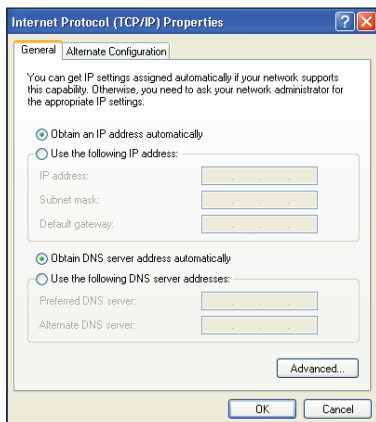 Internet Protocol (TCP/IP) Properties
General Alternate Configuration
You can get IP settings assigned automatically if your network supports
this capability. Otherwise, you need to ask your network administrator for
the appropriate IP settings.
Obtain an IP address automatically
Use the following IP address:
IP address:
Subnet mask:
Default gateway:
Obtain DNS server address automatically
Use the following DNS server addresses:
Preferred DNS server:
Alternate DNS server:
Advanced...
OK Cancel